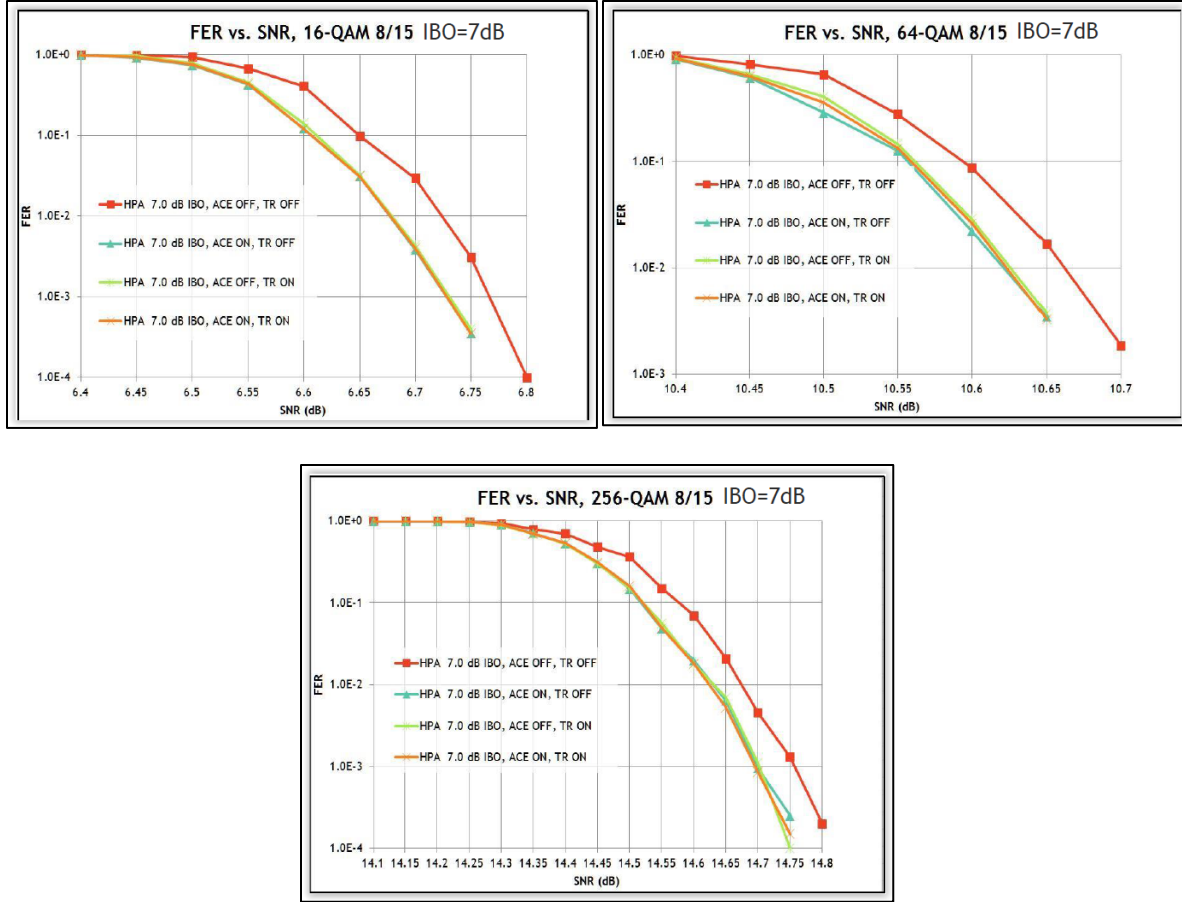 FER vs. SNR, 16-QAM 8/15 IBO=7dB
1.0E+0
1.0E-1
1.0E-2
1.0E-3
1.0E-4
FER
HPA 7.0 dB IBO, ACE OFF, TR OFF
HPA 7.0 dB IBO, ACE ON, TR OFF
HPA 7.0 dB IBO, ACE OFF, TR ON
HPA 7.0 dB IBO, ACE ON, TR ON
6.4 6.45 6.5 6.55 6.6 6.65 6.7 6.75 6.8
SNR (dB)
FER vs. SNR, 64-QAM 8/15 IBO=7dB
1.0E+0
1.0E-1
1.0E-2
1.0E-3
FER
HPA 7.0 dB IBO, ACE OFF, TR OFF
HPA 7.0 dB IBO, ACE ON, TR OFF
HPA 7.0 dB IBO, ACE OFF, TR ON
HPA 7.0 dB IBO, ACE ON, TR ON
10.4 10.45 10.5 10.55 10.6 10.65 10.7
SNR (dB)
FER vs. SNR, 256-QAM 8/15 IBO=7dB
1.0E+0
1.0E-1
1.0E-2
1.0E-3
1.0E-4
FER
HPA 7.0 dB IBO, ACE OFF, TR OFF
HPA 7.0 dB IBO, ACE ON, TR OFF
HPA 7.0 dB IBO, ACE OFF, TR ON
HPA 7.0 dB IBO, ACE ON, TR ON
14.1 14.15 14.2 14.25 14.3 14.35 14.4 14.45 14.5 14.55 14.6 14.65 14.7 14.75 14.8
SNR (dB)